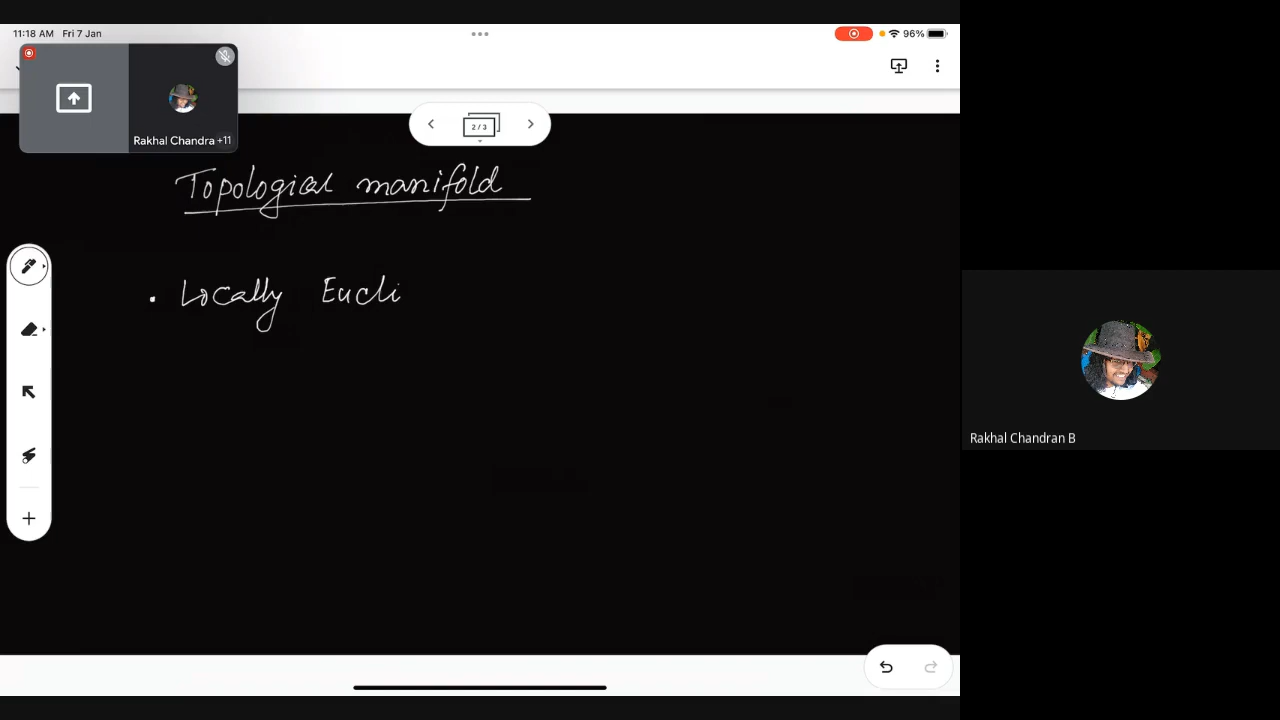 11:18 AM Fri 7 Jan
96%
Rakhal Chandra +11
2 / 3
Topological manifold
. Locally Eucli
Rakhal Chandran B